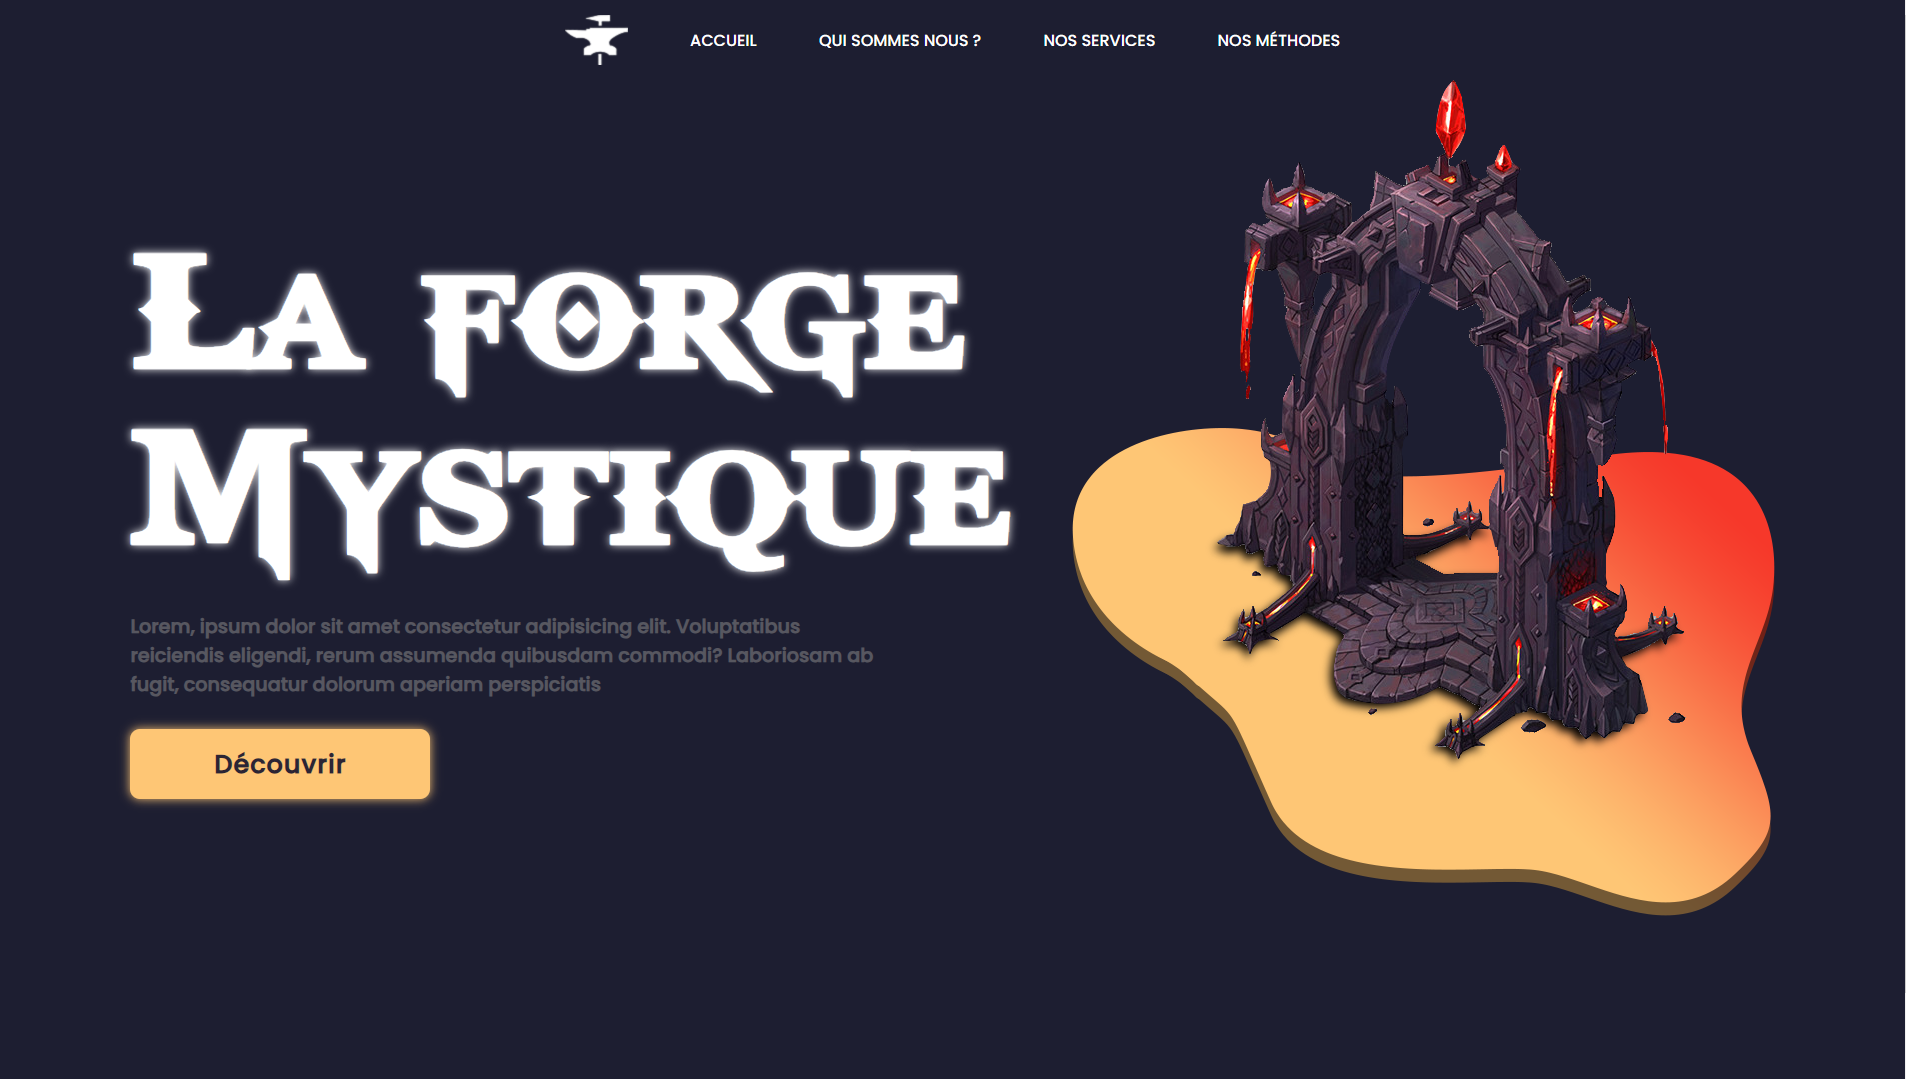 ACCUEIL QUI SOMMES NOUS ? NOS SERVICES NOS MÉTHODES
LA FORGE
MYSTIQUE
Lorem, ipsum dolor sit amet consectetur adipisicing elit. Voluptatibus
reiciendis eligendi, rerum assumenda quibusdam commodi? Laboriosam ab
fugit, consequatur dolorum aperiam perspiciatis
Découvrir